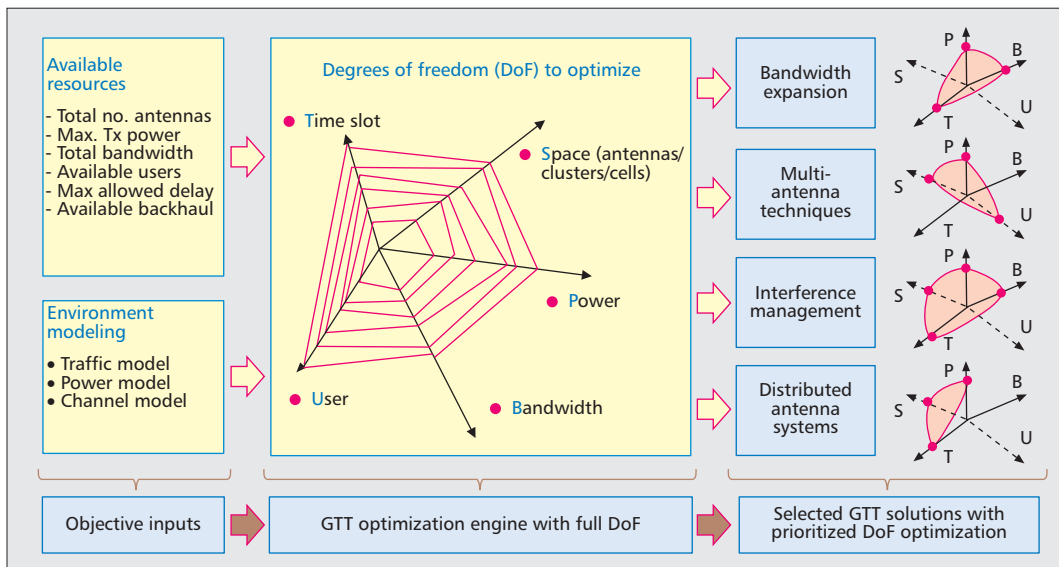 Available
resources
- Total no. antennas
- Max. Tx power
- Total bandwidth
- Available users
- Max allowed delay
- Available backhaul
Environment
modeling
• Traffic model
• Power model
• Channel model
Objective inputs
Degrees of freedom (DoF) to optimize
Time slot
Space (antennas/
clusters/cells)
Power
User
Bandwidth
GTT optimization engine with full DoF
Bandwidth
expansion
P
B
S
U
T
Multi-
antenna
techniques
P
B
S
U
T
Interference
management
P
B
S
U
T
Distributed
antenna
systems
P
B
S
U
T
Selected GTT solutions with
prioritized DoF optimization